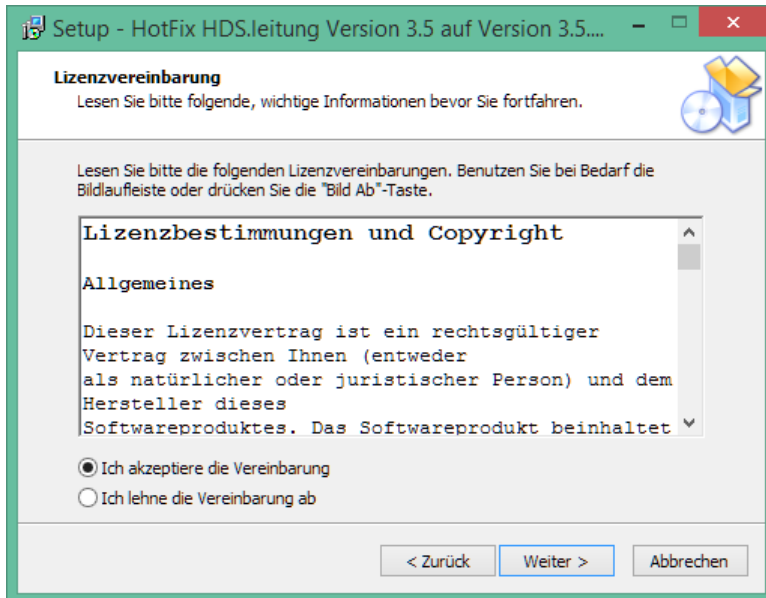 Setup - HotFix HDS.leitung Version 3.5 auf Version 3.5....
Lizenzvereinbarung
Lesen Sie bitte folgende, wichtige Informationen bevor Sie fortfahren.
Lesen Sie bitte die folgenden Lizenzvereinbarungen. Benutzen Sie bei Bedarf die
Bildlaufleiste oder drücken Sie die "Bild Ab"-Taste.
Lizenzbestimmungen und Copyright
Allgemeines
Dieser Lizenzvertrag ist ein rechtsgültiger
Vertrag zwischen Ihnen (entweder
als natürlicher oder juristischer Person) und dem
Hersteller dieses
Softwareproduktes. Das Softwareprodukt beinhaltet
Ich akzeptiere die Vereinbarung
Ich lehne die Vereinbarung ab
< Zurück
Weiter >
Abbrechen